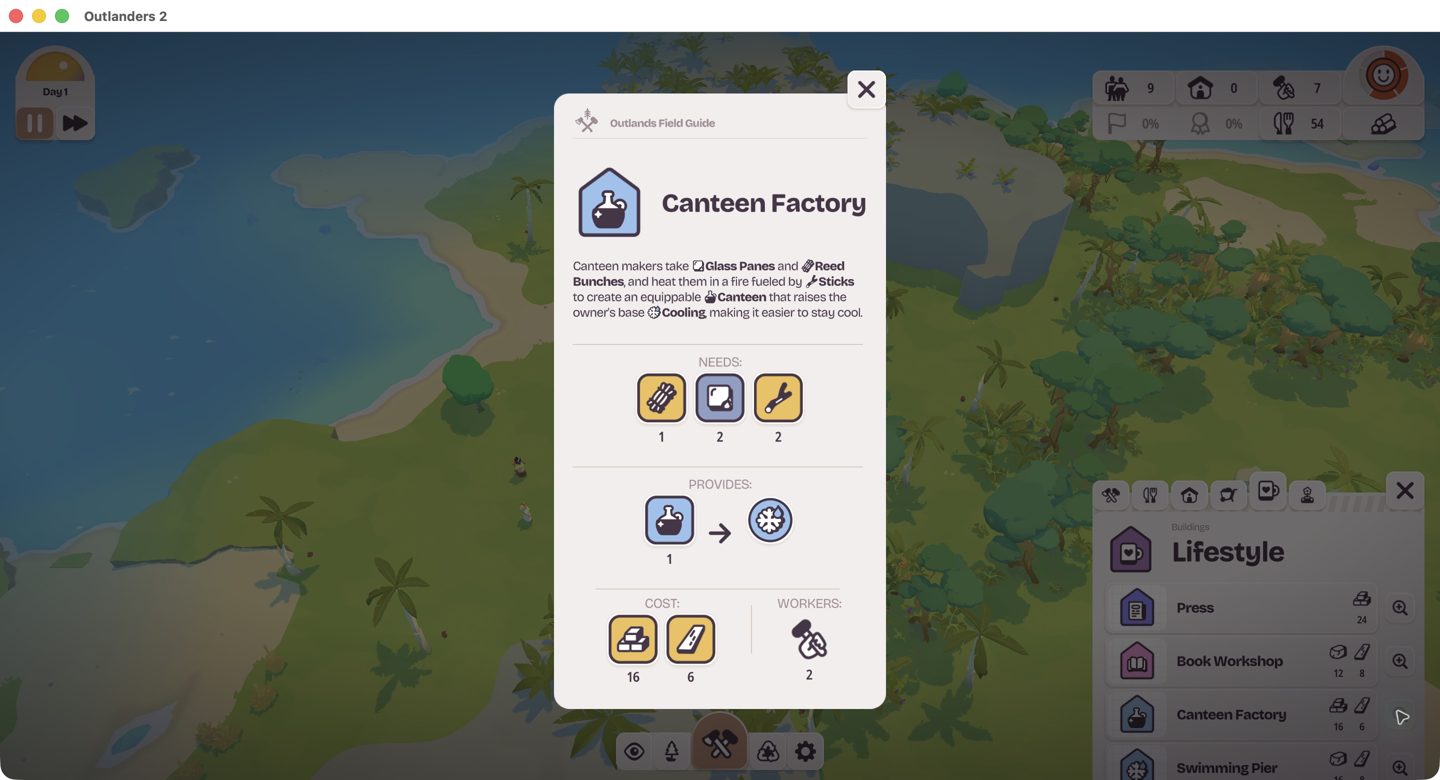 Outlanders 2
Day 1
9
0
7
0%
0%
54
Outlands Field Guide
Canteen Factory
Canteen makers take Glass Panes and Reed
Bunches, and heat them in a fire fueled by Sticks
to create an equippable Canteen that raises the
owner's base Cooling, making it easier to stay cool.
NEEDS:
1
2
2
PROVIDES:
1
COST:
16
6
WORKERS:
2
Buildings
Lifestyle
Press
24
Book Workshop
12
8
Canteen Factory
16
6
Swimming Pier